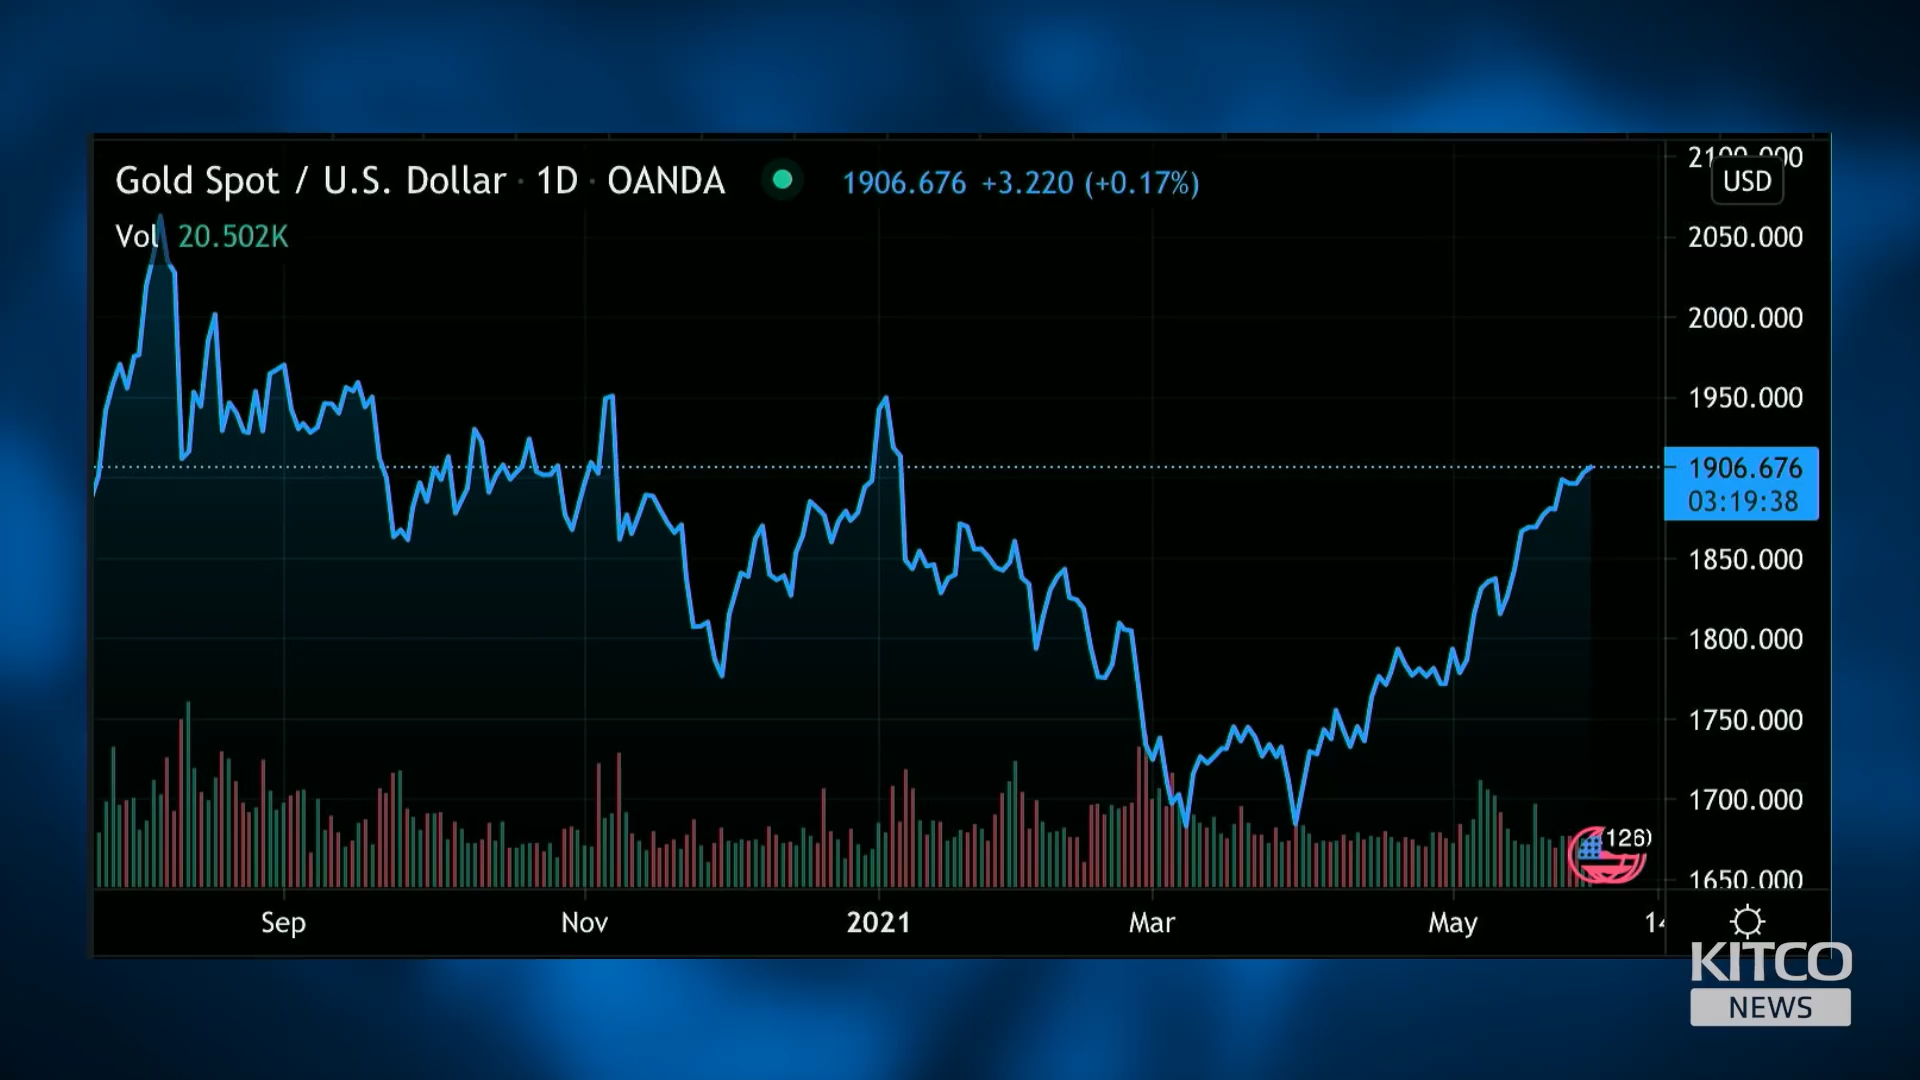 Gold Spot / U.S. Dollar · 1D · OANDA 1906.676 +3.220 (+0.17%)
Vol 20.502K
USD
2050.000
2000.000
1950.000
1906.676
03:19:38
1850.000
1800.000
1750.000
1700.000
126)
1650.000
Sep Nov 2021 Mar May
KITCO
NEWS